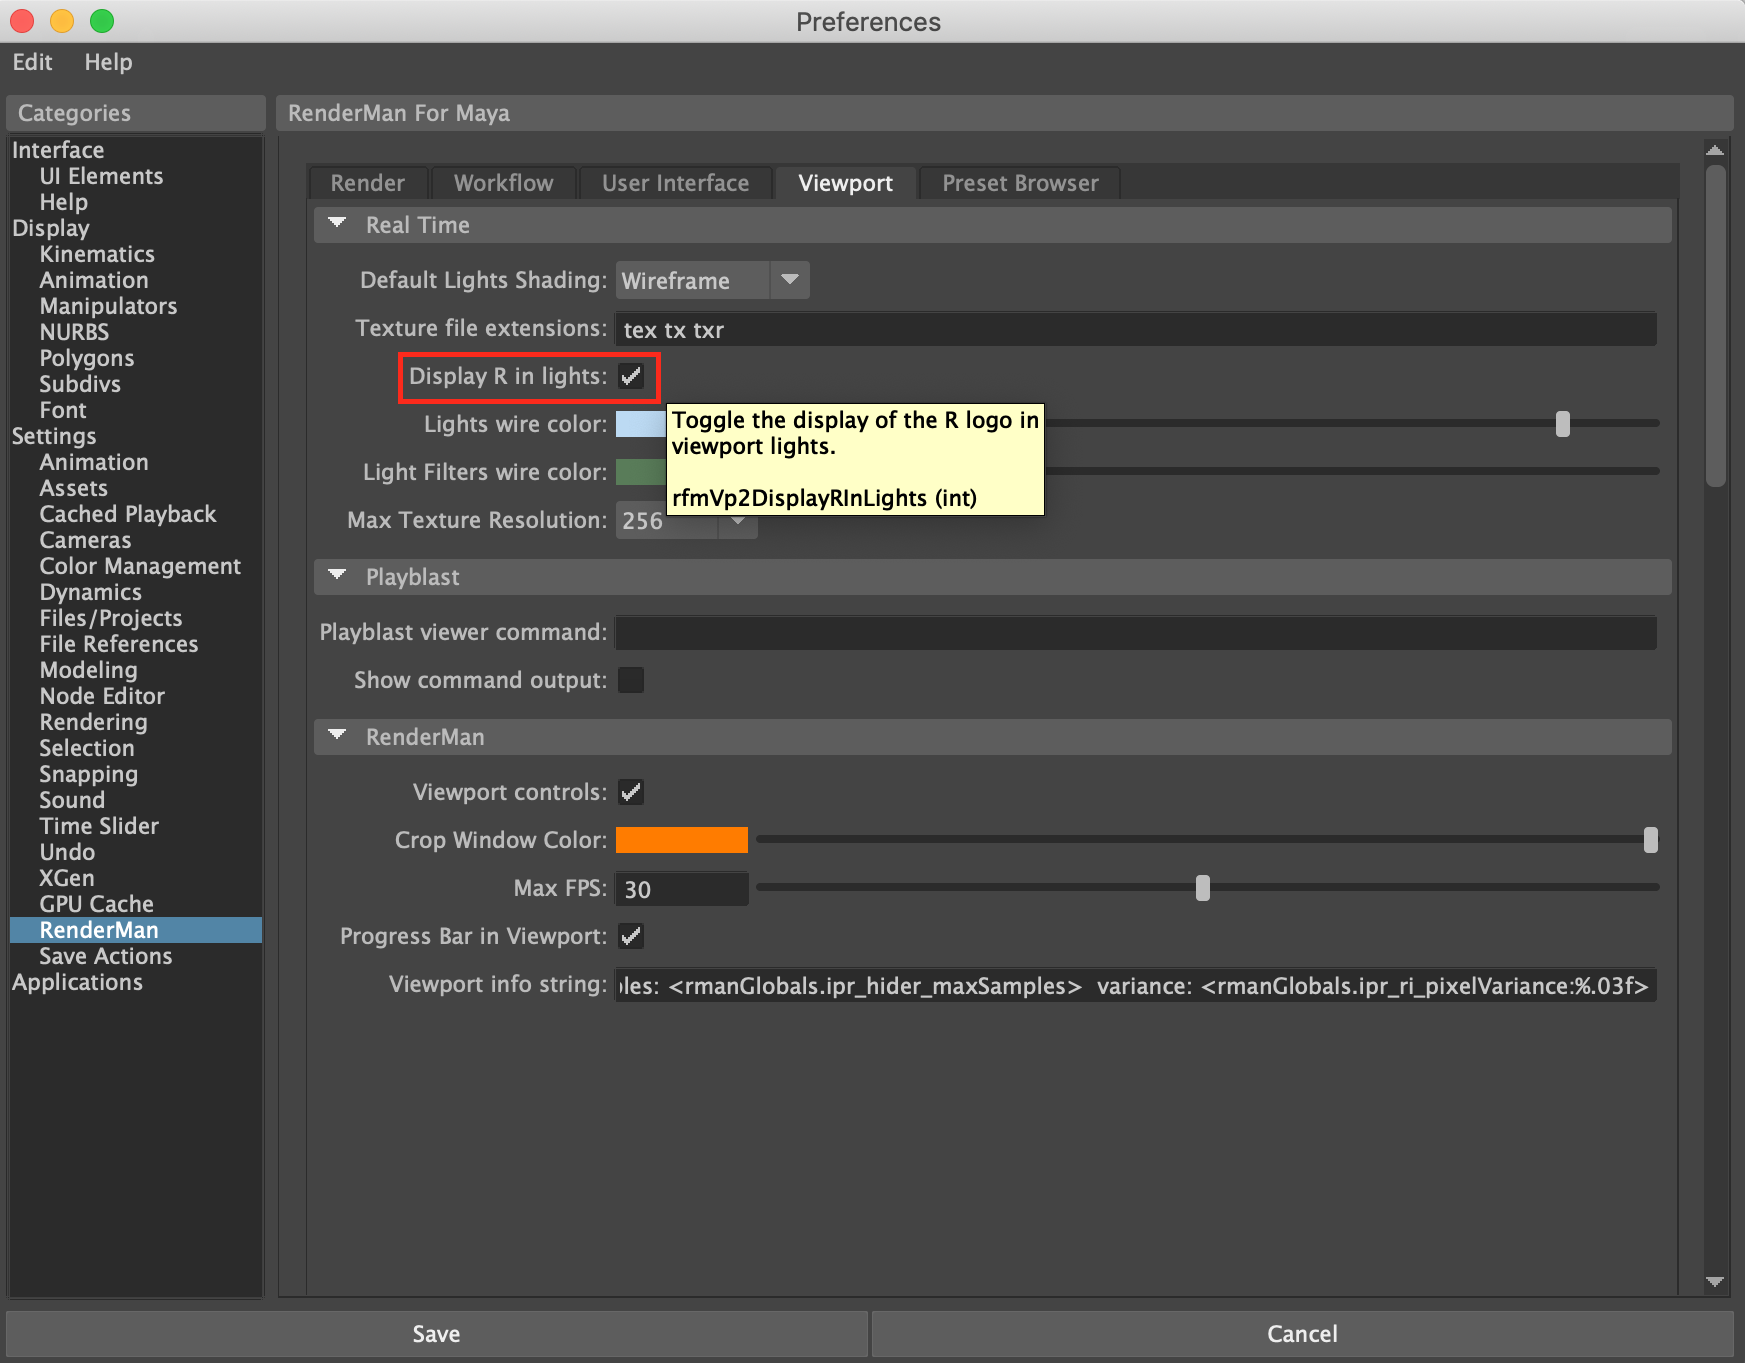 Preferences
Edit Help
Categories
Interface
UI Elements
Help
Display
Kinematics
Animation
Manipulators
NURBS
Polygons
Subdivs
Font
Settings
Animation
Assets
Cached Playback
Cameras
Color Management
Dynamics
Files/Projects
File References
Modeling
Node Editor
Rendering
Selection
Snapping
Sound
Time Slider
Undo
XGen
GPU Cache
RenderMan
Save Actions
Applications
RenderMan For Maya
Render Workflow User Interface Viewport Preset Browser
Real Time
Default Lights Shading: Wireframe
Texture file extensions: tex tx txr
Display R in lights:
Lights wire color:
Toggle the display of the R logo in
viewport lights.
rfmVp2DisplayRInLights (int)
Light Filters wire color:
Max Texture Resolution: 256
Playblast
Playblast viewer command:
Show command output:
RenderMan
Viewport controls:
Crop Window Color:
Max FPS: 30
Progress Bar in Viewport:
Viewport info string: les: <rmanGlobals.ipr_hider_maxSamples> variance: <rmanGlobals.ipr_ri_pixelVariance:%.03f>
Save Cancel